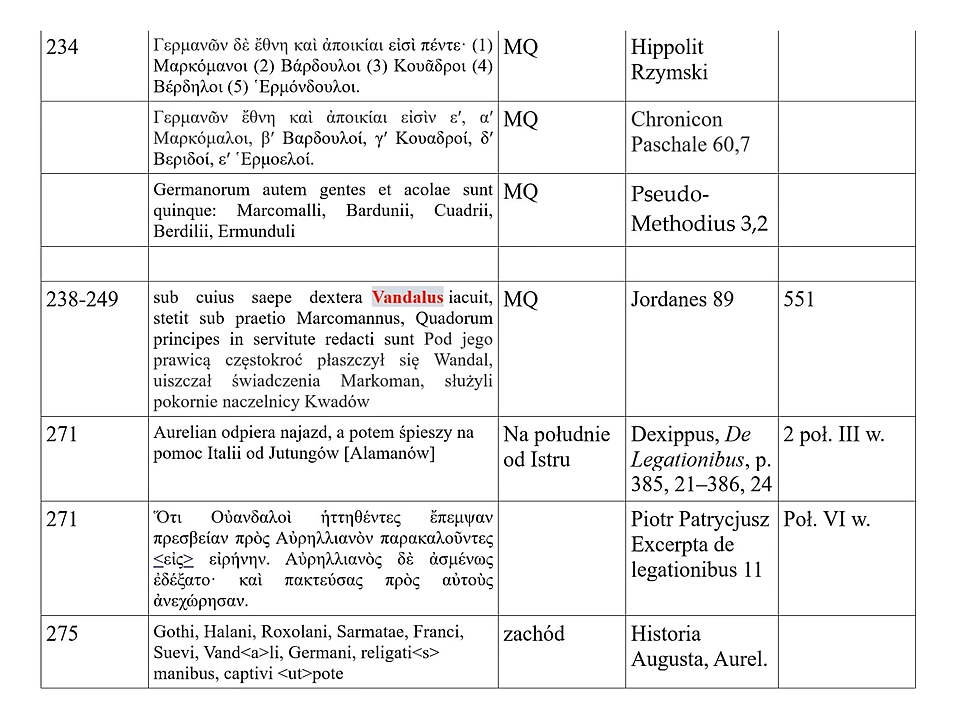 234 Γερμανῶν δὲ ἔθνη καὶ ἀποικίαι εἰσὶ πέντε· (1) MQ Hippolit
Μαρκόμανοι (2) Βάρδουλοι (3) Κουᾶδροι (4) Rzymski
Βέρδηλοι (5) Ἑρμόνδουλοι.
Γερμανῶν ἔθνη καὶ ἀποικίαι εἰσὶν ε′, α′ MQ Chronicon
Μαρκόμαλοι, β′ Βαρδουλοί, γ′ Κουαδροί, δ′ Paschale 60,7
Βεριδοί, ε′ Ἑρμοελοί.
Germanorum autem gentes et acolae sunt MQ Pseudo-
quinque: Marcomalli, Bardunii, Cuadrii, Methodius 3,2
Berdilii, Ermunduli
238-249 sub cuius saepe dextera Vandalus iacuit, MQ Jordanes 89 551
stetit sub praetio Marcomannus, Quadorum
principes in servitute redacti sunt Pod jego
prawicą częstokroć płaszczył się Wandal,
uiszczał świadczenia Markoman, służyli
pokornie naczelnicy Kwadów
271 Aurelian odpiera najazd, a potem śpieszy na Na południe Dexippus, De 2 poł. III w.
pomoc Italii od Jutungów [Alamanów] od Istru Legationibus, p.
385, 21–386, 24
271 Ὅτι Οὐανδαλοὶ ἡττηθέντες ἔπεμψαν Piotr Patrycjusz Poł. VI w.
πρεσβείαν πρὸς Αὐρηλλιανὸν παρακαλοῦντες Excerpta de
<εἰς> εἰρήνην. Αὐρηλλιανὸς δὲ ἀσμένως legationibus 11
ἐδέξατο· καὶ πακτεύσας πρὸς αὐτοὺς
ἀνεχώρησαν.
275 Gothi, Halani, Roxolani, Sarmatae, Franci, zachód Historia
Suevi, Vand<a>li, Germani, religati<s> Augusta, Aurel.
manibus, captivi <ut>pote